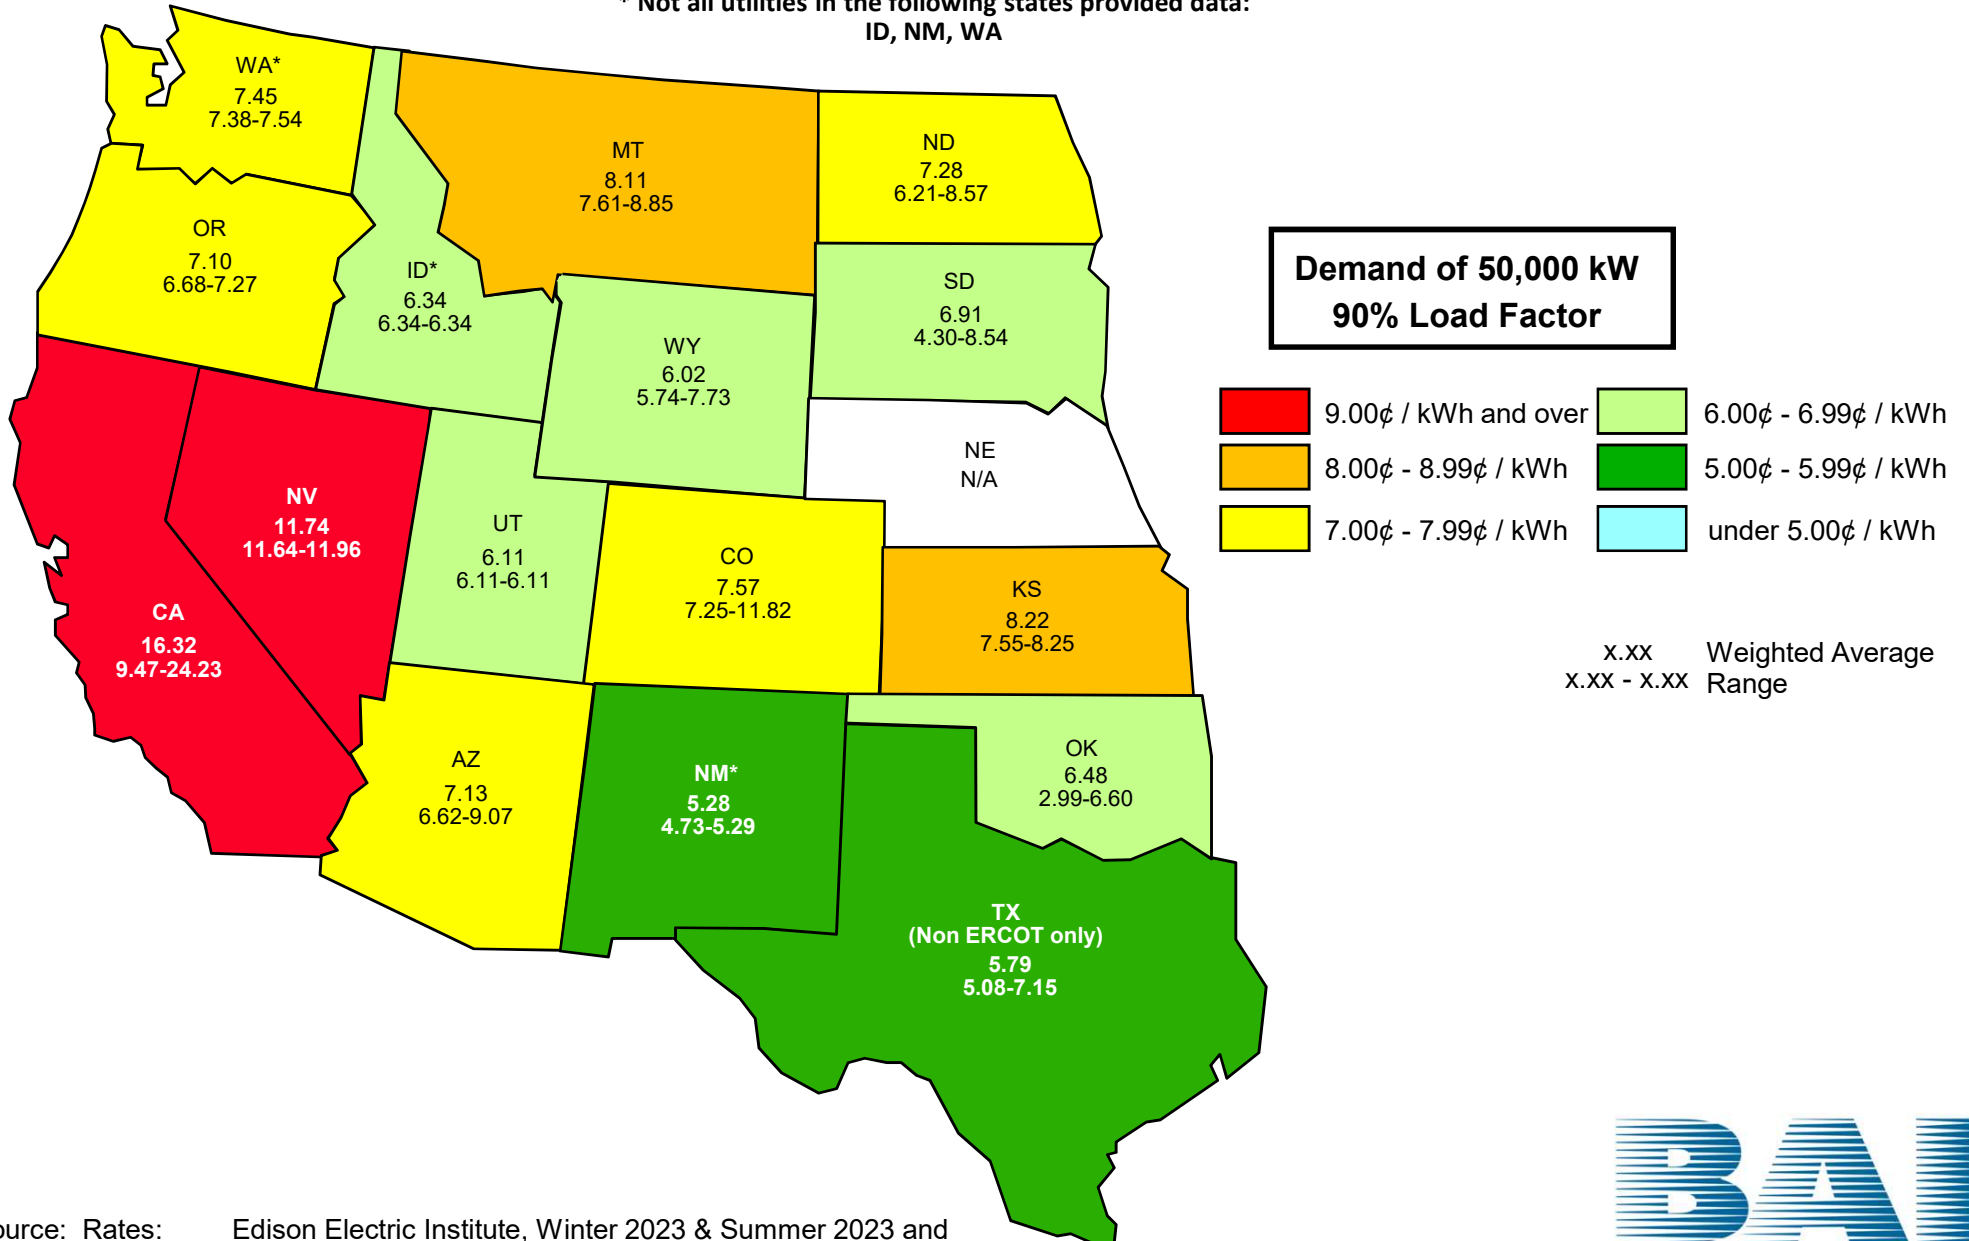 * Not all utilities in the following states provided data:
ID, NM, WA
WA*
7.45
7.38-7.54
MT
8.11
7.61-8.85
ND
7.28
6.21-8.57
OR
7.10
6.68-7.27
ID*
6.34
6.34-6.34
SD
6.91
4.30-8.54
WY
6.02
5.74-7.73
NE
N/A
NV
11.74
11.64-11.96
UT
6.11
6.11-6.11
CO
7.57
7.25-11.82
KS
8.22
7.55-8.25
CA
16.32
9.47-24.23
AZ
7.13
6.62-9.07
NM*
5.28
4.73-5.29
OK
6.48
2.99-6.60
TX
(Non ERCOT only)
5.79
5.08-7.15
Demand of 50,000 kW
90% Load Factor
9.00¢ / kWh and over
6.00¢ - 6.99¢ / kWh
8.00¢ - 8.99¢ / kWh
5.00¢ - 5.99¢ / kWh
7.00¢ - 7.99¢ / kWh
under 5.00¢ / kWh
x.xx Weighted Average
x.xx - x.xx Range
ource: Rates: Edison Electric Institute, Winter 2023 & Summer 2023 and
BAI